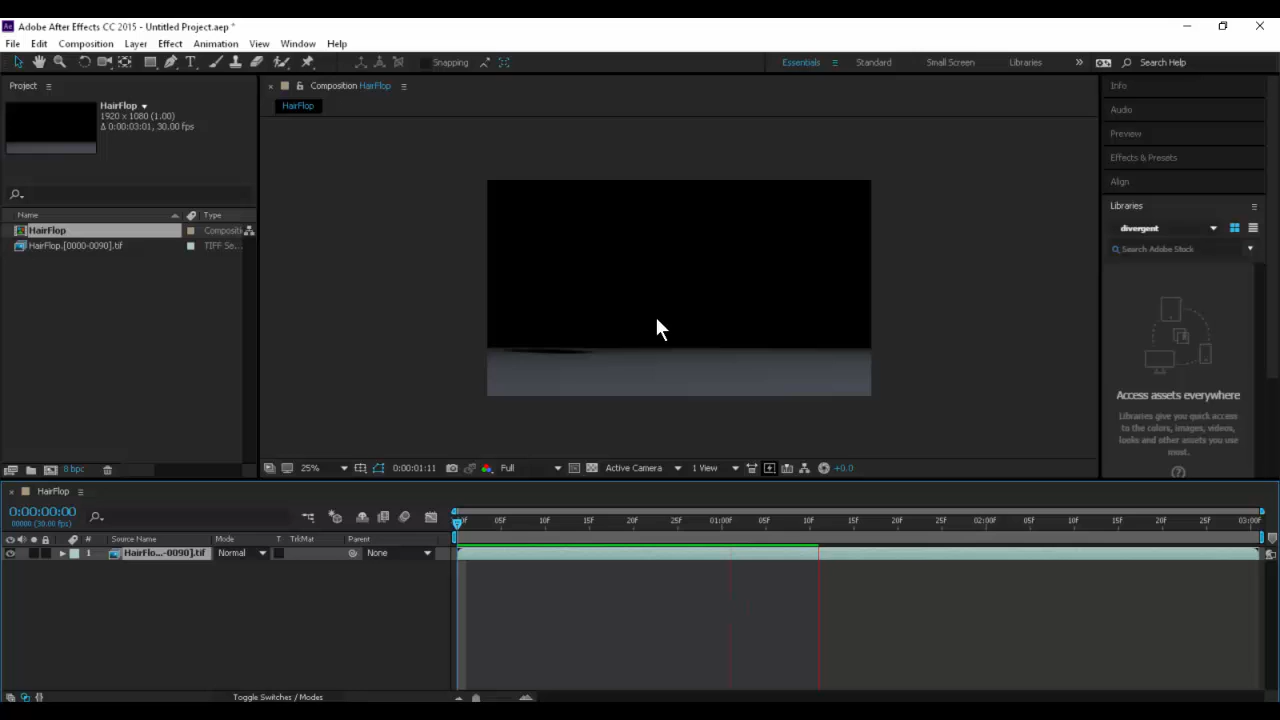 Adobe After Effects CC 2015 - Untitled Project.aep *
File Edit Composition Layer Effect Animation View Window Help
Snapping
Essentials Standard Small Screen Libraries Search Help
Project
HairFlop
1920 x 1080 (1.00)
Δ 0:00:03:01, 30.00 fps
Name Type
HairFlop Composit
HairFlop.[0000-0090].tif TIFF Se...
8 bpc
Composition HairFlop
HairFlop
25% 0:00:01:11 Full Active Camera 1 View +0.0
Info
Audio
Preview
Effects & Presets
Align
Libraries
divergent
Search Adobe Stock
Access assets everywhere
Libraries give you quick access
to the colors, images, videos,
looks and other assets you use
most.
HairFlop
0:00:00:00
00000 (30.00 fps)
05F 10F 15F 20F 25F 01:00F 05F 10F 15F 20F 25F 02:00F 05F 10F 15F 20F 25F 03:00F
# Source Name Mode T TrkMat Parent
1 HairFlo...-0090].tif Normal None
Toggle Switches / Modes